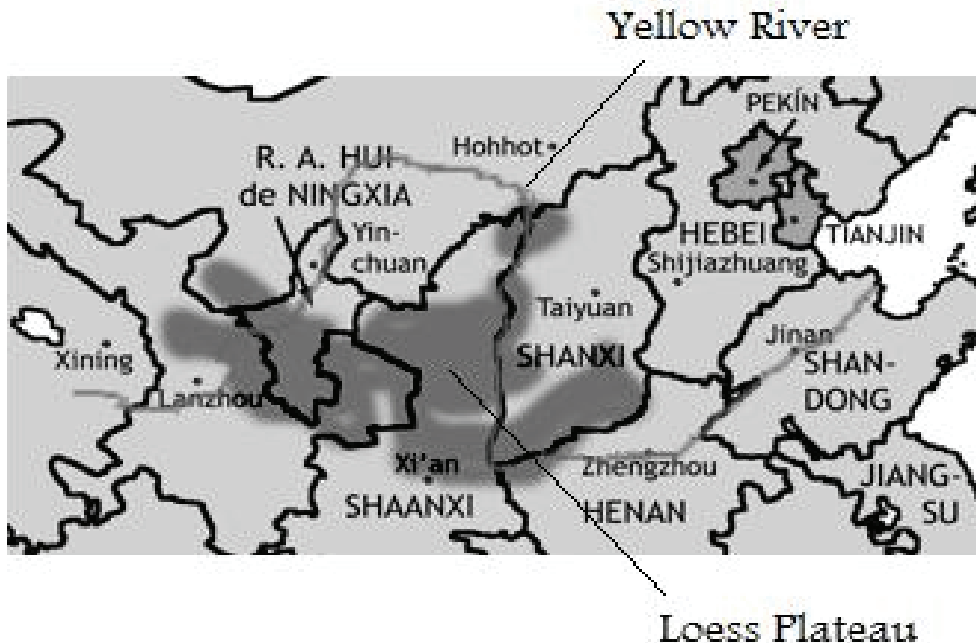 Yellow River
PEKÍN
Hohhot
R. A. HUI
de NINGXIA
Yin-
chuan
HEBEI
TIANJIN
Shijiazhuang
Taiyuan
Jinan
Xining
SHANXI
SHAN-
DONG
Lanzhou
Xi'an
Zhengzhou
JIANG-
SU
SHAANXI
HENAN
Loess Plateau